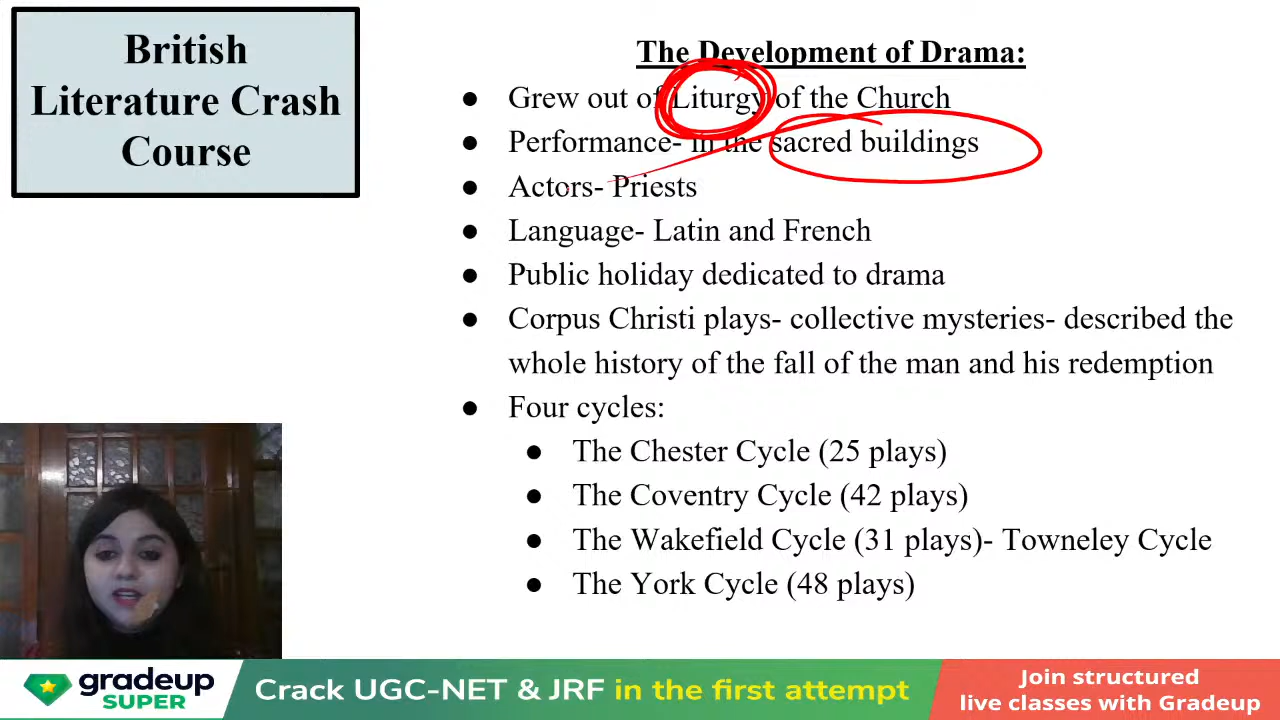 British
Literature Crash
Course
The Development of Drama:
● Grew out of Liturgy of the Church
● Performance- in the sacred buildings
● Actors- Priests
● Language- Latin and French
● Public holiday dedicated to drama
● Corpus Christi plays- collective mysteries- described the
whole history of the fall of the man and his redemption
● Four cycles:
● The Chester Cycle (25 plays)
● The Coventry Cycle (42 plays)
● The Wakefield Cycle (31 plays)- Towneley Cycle
● The York Cycle (48 plays)
gradeup
SUPER
Crack UGC-NET & JRF in the first attempt
Join structured
live classes with Gradeup